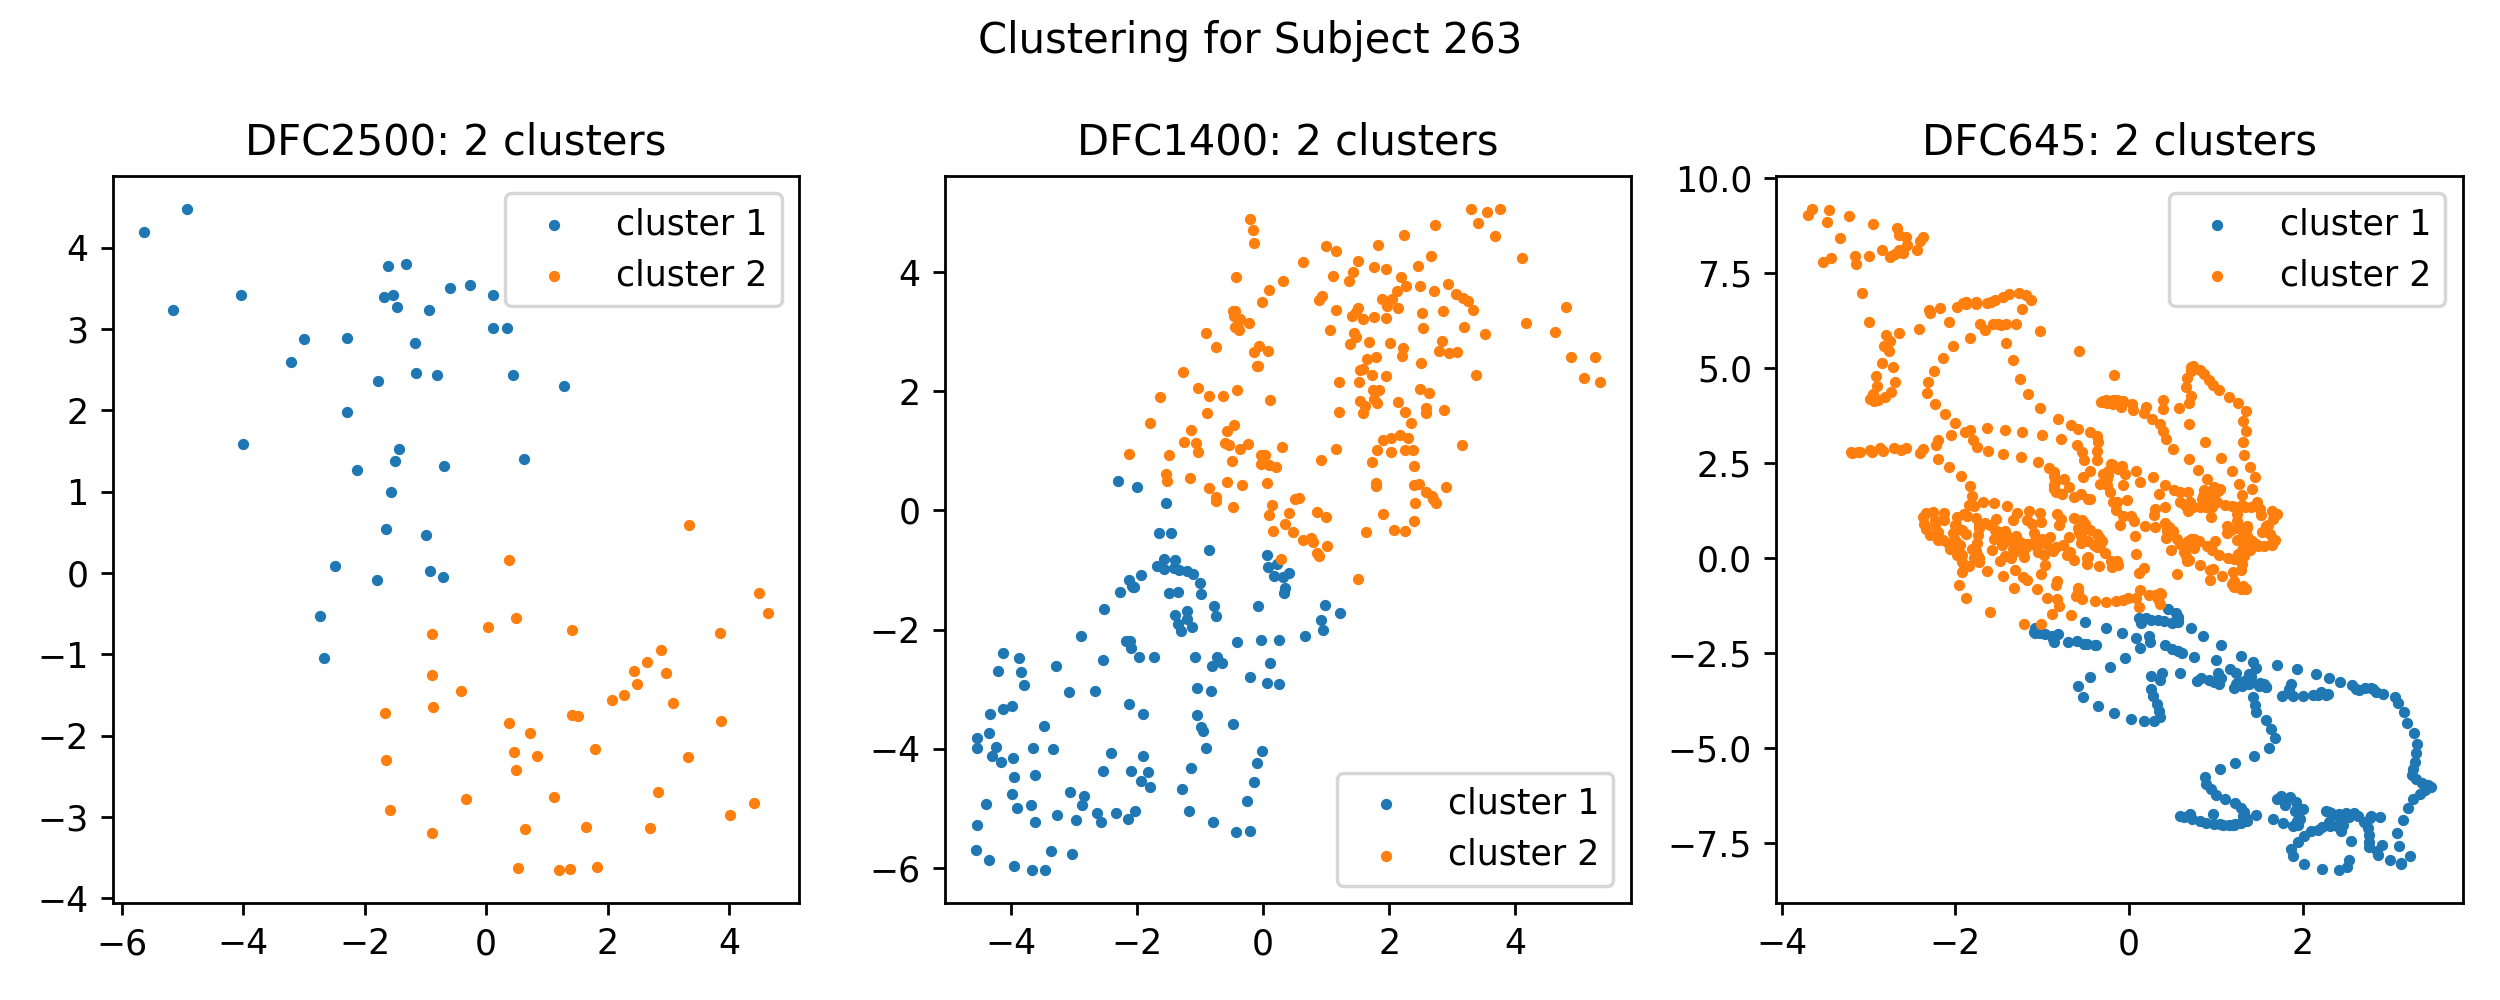 Clustering for Subject 263
DFC2500: 2 clusters
cluster 1
cluster 2
4
3
2
1
0
−1
−2
−3
−4
−6 −4 −2 0 2 4
DFC1400: 2 clusters
4
2
0
−2
−4
−6
cluster 1
cluster 2
−4 −2 0 2 4
DFC645: 2 clusters
cluster 1
cluster 2
10.0
7.5
5.0
2.5
0.0
−2.5
−5.0
−7.5
−4 −2 0 2